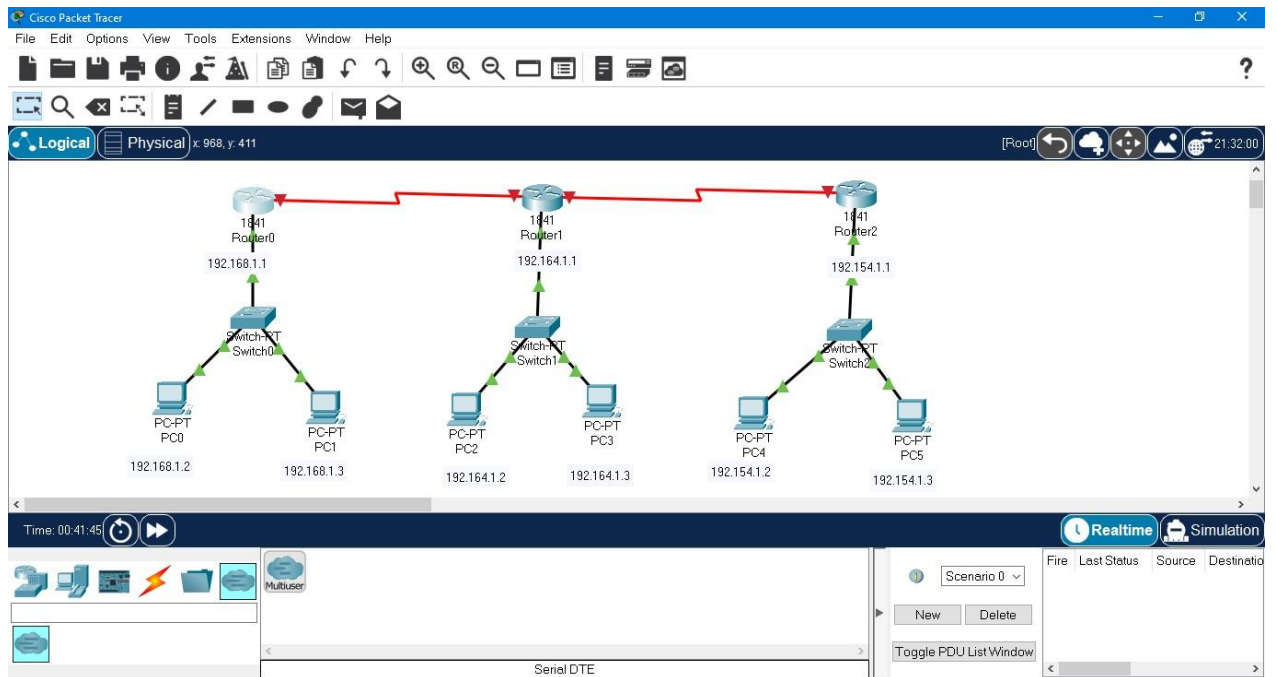 Cisco Packet Tracer
File Edit Options View Tools Extensions Window Help
?
Logical Physical x: 968, y: 411 [Root] 21:32:00
1841 1841 1841
Router0 Router1 Router2
192.168.1.1 192.164.1.1 192.154.1.1
Switch-PT Switch-PT Switch-PT
Switch0 Switch1 Switch2
PC-PT PC-PT PC-PT PC-PT PC-PT PC-PT
PC0 PC1 PC2 PC3 PC4 PC5
192.168.1.2 192.168.1.3 192.164.1.2 192.164.1.3 192.154.1.2 192.154.1.3
Time: 00:41:45 Realtime Simulation
Multiuser
Scenario 0
Fire Last Status Source Destinatio
New Delete
Toggle PDU List Window
Serial DTE